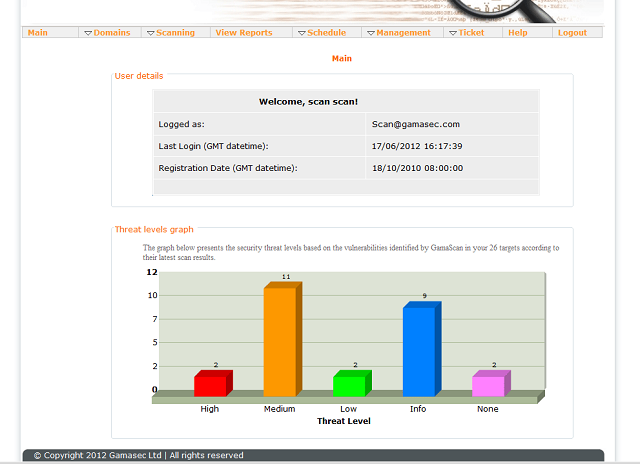 Main Domains Scanning View Reports Schedule Management Ticket Help Logout
Main
User details
Welcome, scan scan!
Logged as: Scan@gamasec.com
Last Login (GMT datetime): 17/06/2012 16:17:39
Registration Date (GMT datetime): 18/10/2010 08:00:00
Threat levels graph
The graph below presents the security threat levels based on the vulnerabilities identified by GamaScan in your 26 targets according to
their latest scan results.
12
11
10
9
7
5
2
2 2 2
0
High Medium Low Info None
Threat Level
© Copyright 2012 Gamasec Ltd | All rights reserved